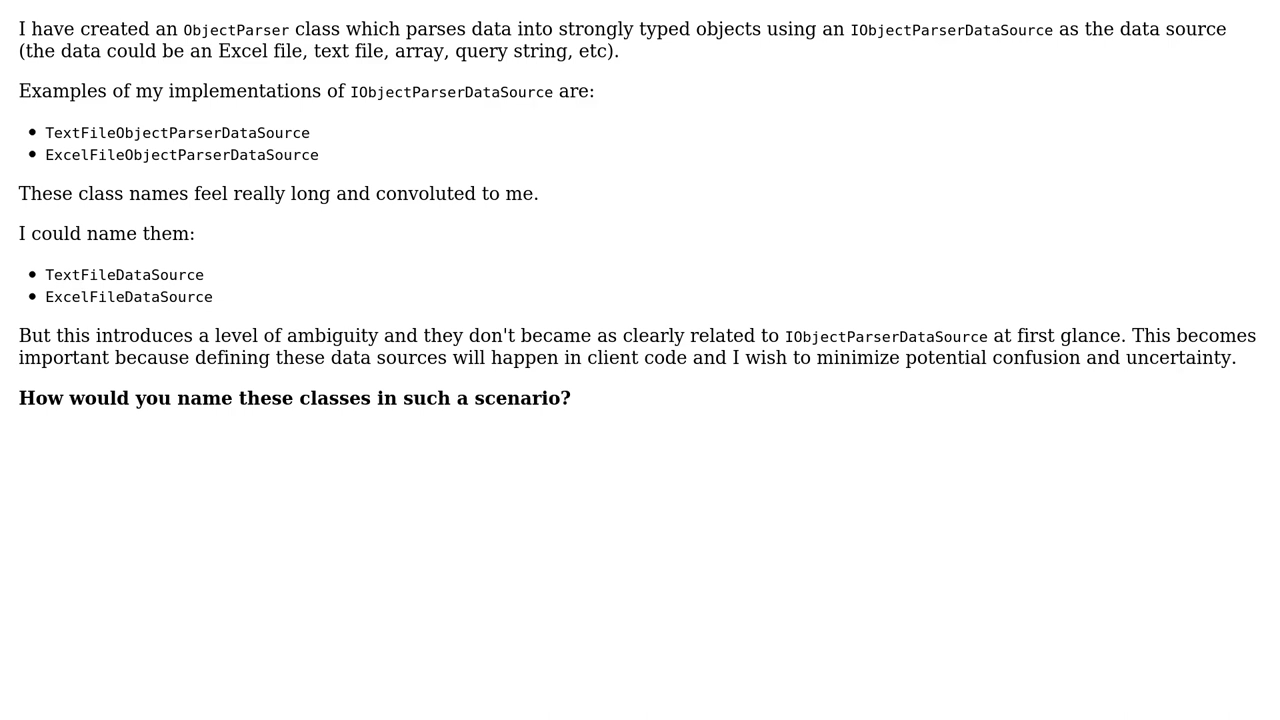 I have created an ObjectParser class which parses data into strongly typed objects using an IObjectParserDataSource as the data source
(the data could be an Excel file, text file, array, query string, etc).
Examples of my implementations of IObjectParserDataSource are:
• TextFileObjectParserDataSource
• ExcelFileObjectParserDataSource
These class names feel really long and convoluted to me.
I could name them:
• TextFileDataSource
• ExcelFileDataSource
But this introduces a level of ambiguity and they don't became as clearly related to IObjectParserDataSource at first glance. This becomes
important because defining these data sources will happen in client code and I wish to minimize potential confusion and uncertainty.
How would you name these classes in such a scenario?